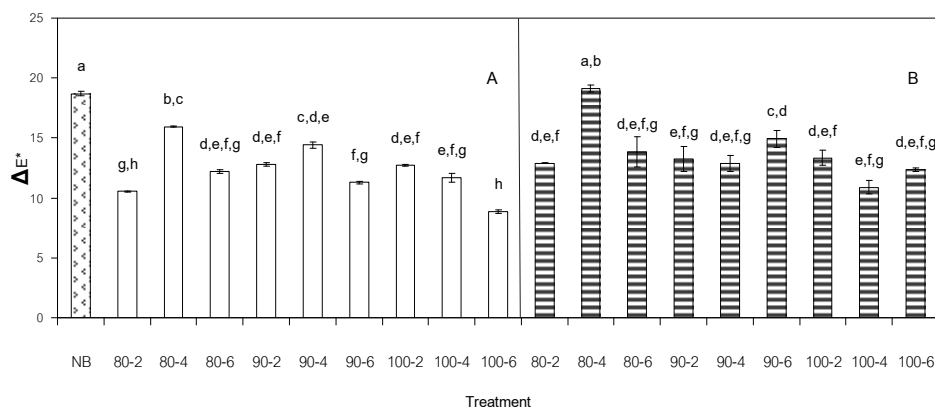 25
20
15
10
5
0
ΔE*
A
B
a
g,h
b,c
d,e,f,g
d,e,f
c,d,e
f,g
d,e,f
e,f,g
h
d,e,f
a,b
d,e,f,g
e,f,g
d,e,f,g
c,d
d,e,f
e,f,g
d,e,f,g
NB 80-2 80-4 80-6 90-2 90-4 90-6 100-2 100-4 100-6 80-2 80-4 80-6 90-2 90-4 90-6 100-2 100-4 100-6
Treatment